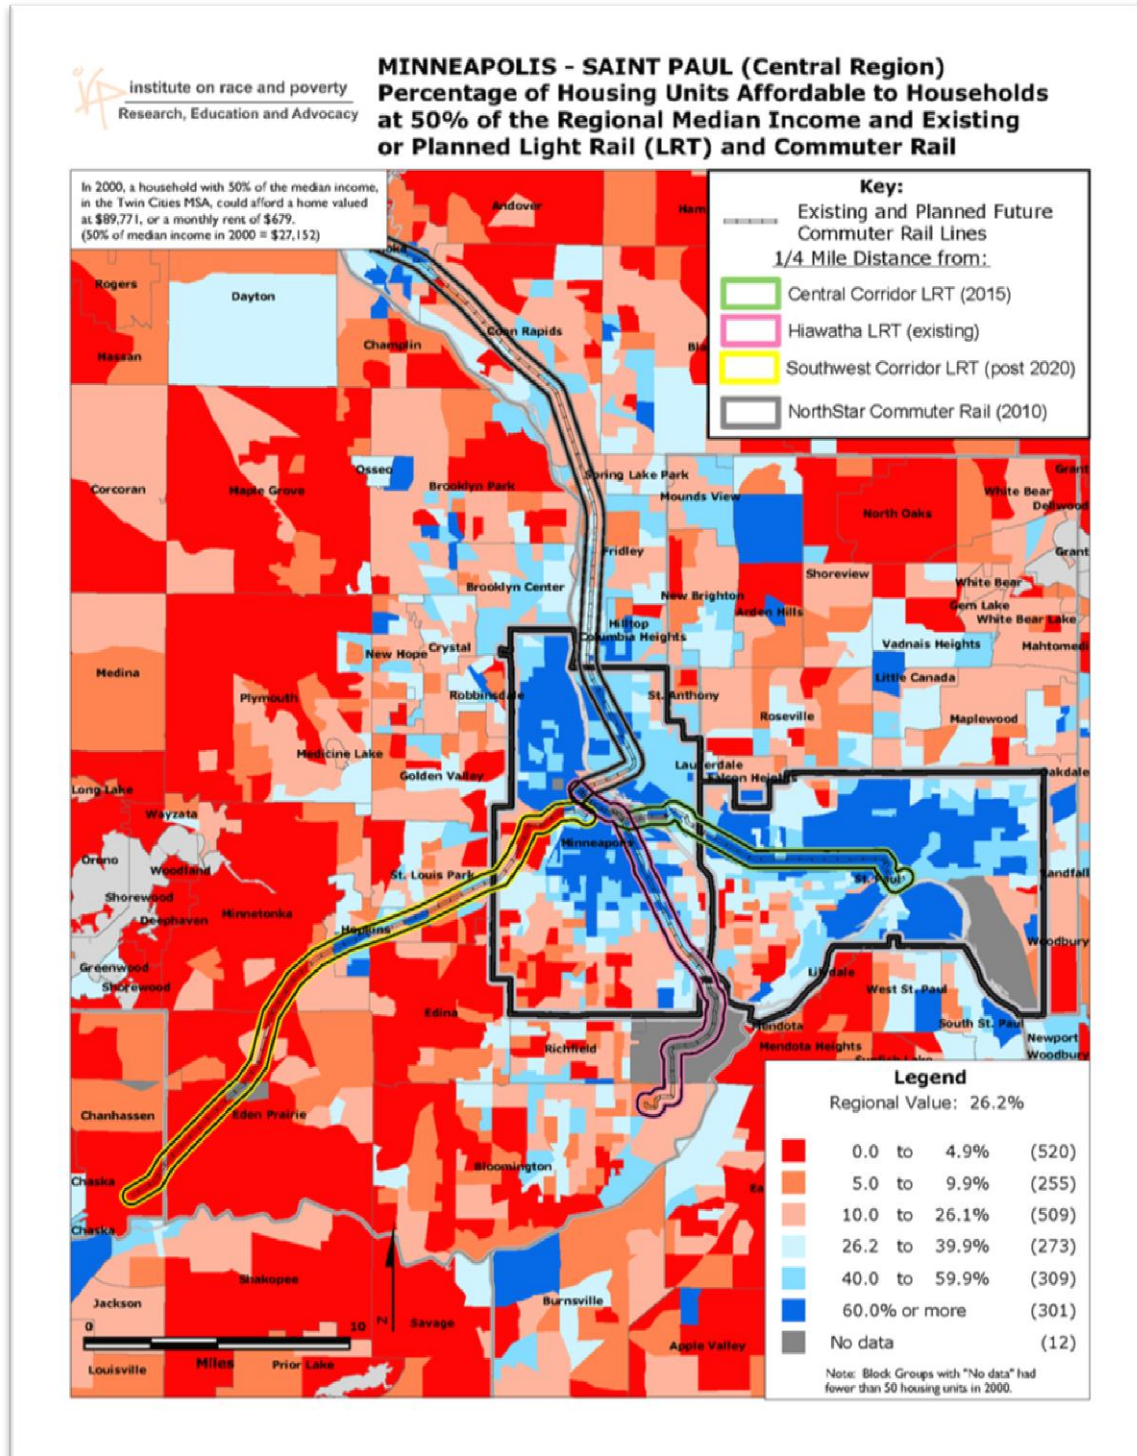 institute on race and poverty
Research, Education and Advocacy
MINNEAPOLIS - SAINT PAUL (Central Region)
Percentage of Housing Units Affordable to Households
at 50% of the Regional Median Income and Existing
or Planned Light Rail (LRT) and Commuter Rail
In 2000, a household with 50% of the median income,
in the Twin Cities MSA, could afford a home valued
at $89,771, or a monthly rent of $679.
(50% of median income in 2000 = $27,152)
Key:
Existing and Planned Future
Commuter Rail Lines
1/4 Mile Distance from:
Central Corridor LRT (2015)
Hiawatha LRT (existing)
Southwest Corridor LRT (post 2020)
NorthStar Commuter Rail (2010)
Andover
Ham
Rogers
Dayton
Coon Rapids
Hassan
Champlin
Bla
Osseo
Spring Lake Park
Grant
Corcoran
Maple Grove
Brooklyn Park
Mounds View
White Bear
Dellwood
North Oaks
Fridley
Grant
Shoreview
Brooklyn Center
White Bear
New Brighton
Arden Hills
Gem Lake
White Bear Lake
Hilltop
Columbia Heights
New Hope
Crystal
Vadnais Heights
Mahtomedi
Medina
Little Canada
Plymouth
Robbinsdale
St. Anthony
Roseville
Maplewood
Medicine Lake
Golden Valley
Lauderdale
Falcon Heights
Oakdale
Long Lake
Wayzata
Minneapolis
Orono
Woodland
St. Louis Park
St. Paul
Landfall
Shorewood
Deephaven
Minnetonka
Hopkins
Woodbury
Greenwood
Shorewood
Lilydale
West St. Paul
Edina
South St. Paul
Mendota
Newport
Richfield
Mendota Heights
Sunfish Lake
Woodbury
Chanhassen
Eden Prairie
Bloomington
Chaska
Ea
Chaska
Shakopee
Jackson
Burnsville
Savage
Apple Valley
0
10
N
Miles
Louisville
Prior Lake
Legend
Regional Value: 26.2%
0.0 to 4.9% (520)
5.0 to 9.9% (255)
10.0 to 26.1% (509)
26.2 to 39.9% (273)
40.0 to 59.9% (309)
60.0% or more (301)
No data (12)
Note: Block Groups with "No data" had
fewer than 50 housing units in 2000.